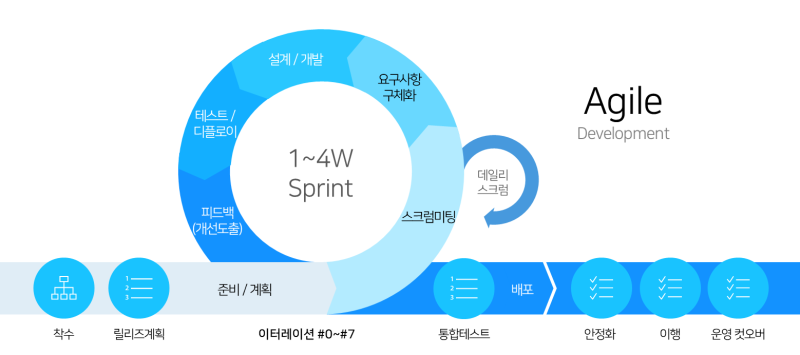 설계 / 개발
요구사항
구체화
Agile
Development
테스트 /
디플로이
1~4W
Sprint
데일리
스크럼
피드백
(개선도출)
스크럼미팅
1
2
3
준비 / 계획
1
2
3
배포
착수
릴리즈계획
이터레이션 #0~#7
통합테스트
안정화
이행
운영 컷오버